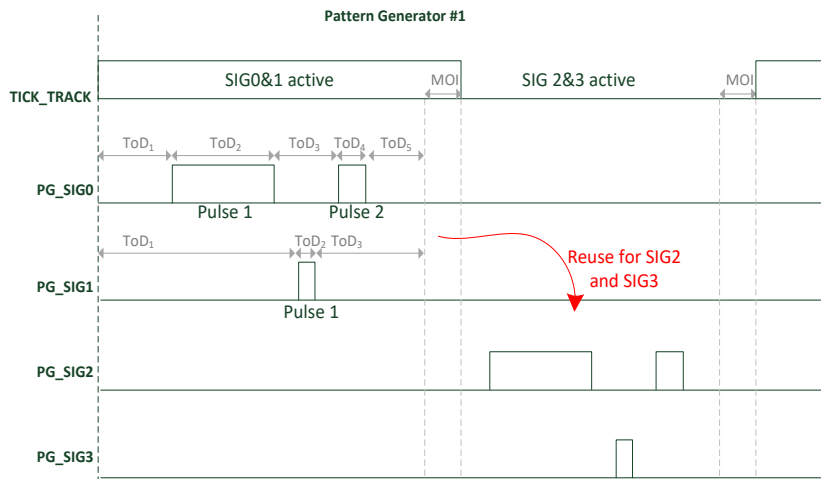 Pattern Generator #1
SIG0&1 active
MOI
SIG 2&3 active
MOI
TICK_TRACK
ToD1
ToD2
ToD3
ToD4
ToD5
PG_SIG0
Pulse 1
Pulse 2
ToD1
ToD2
ToD3
Reuse for SIG2
and SIG3
PG_SIG1
Pulse 1
PG_SIG2
PG_SIG3